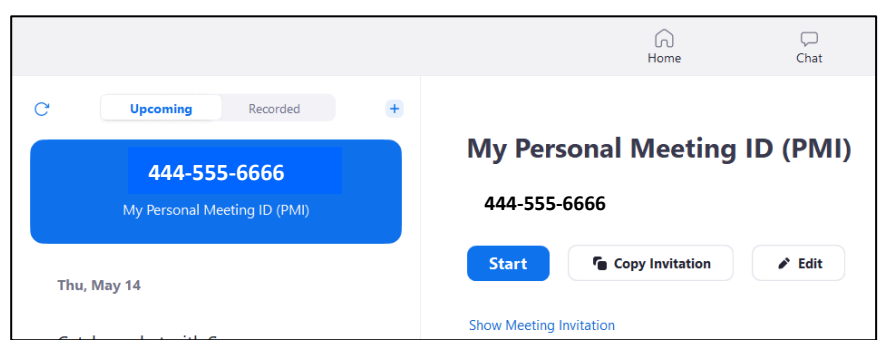 Home
Chat
Upcoming
Recorded
+
444-555-6666
My Personal Meeting ID (PMI)
Thu, May 14
My Personal Meeting ID (PMI)
444-555-6666
Start
Copy Invitation
Edit
Show Meeting Invitation